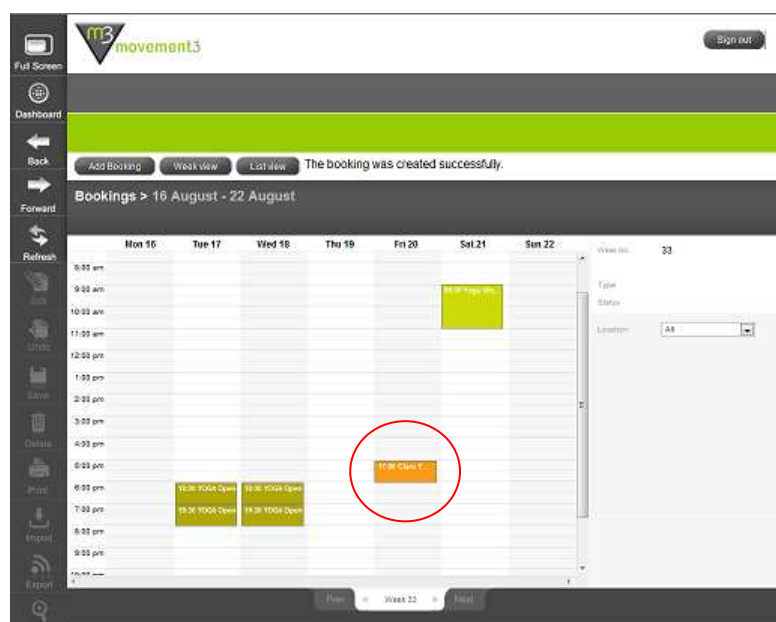 m3 movement3
Sign out
Full Screen
Dashboard
Back
Forward
Refresh
Edit
Undo
Save
Delete
Print
Import
Export
Add Booking
Week view
List view
The booking was created successfully.
Bookings > 16 August - 22 August
Mon 16 Tue 17 Wed 18 Thu 19 Fri 20 Sat 21 Sun 22
8:00 am
9:00 am
10:00 am
11:00 am
12:00 pm
1:00 pm
2:00 pm
3:00 pm
4:00 pm
5:00 pm
6:00 pm
7:00 pm
8:00 pm
9:00 pm
Yoga
17:00 Class Y...
18:30 YOGA Open 18:30 YOGA Open
19:30 YOGA Open 19:30 YOGA Open
Week No. 33
Type
Status
Location All
Prev Week 33 Next